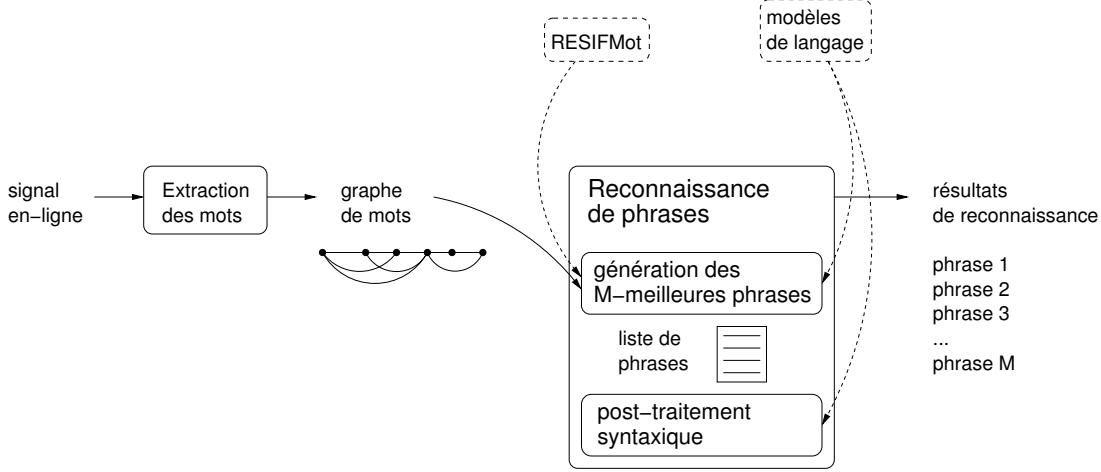 RESIFMot
modèles
de langage
signal
en−ligne
Extraction
des mots
graphe
de mots
Reconnaissance
de phrases
génération des
M−meilleures phrases
liste de
phrases
post−traitement
syntaxique
résultats
de reconnaissance
phrase 1
phrase 2
phrase 3
...
phrase M